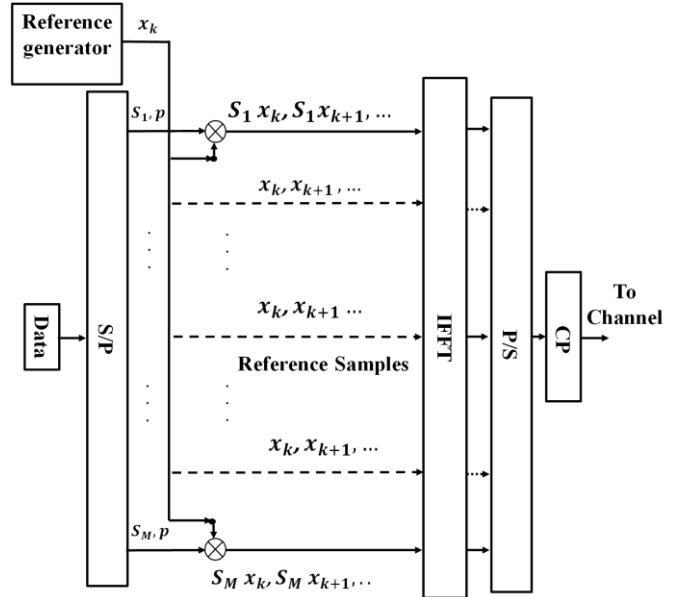 Reference
generator
x_k
S_1, p
S_1 x_k, S_1 x_{k+1}, ...
x_k, x_{k+1}, ...
x_k, x_{k+1} ...
Reference Samples
x_k, x_{k+1}, ...
S_M, p
S_M x_k, S_M x_{k+1}, ..
Data
S/P
IFFT
P/S
CP
To
Channel